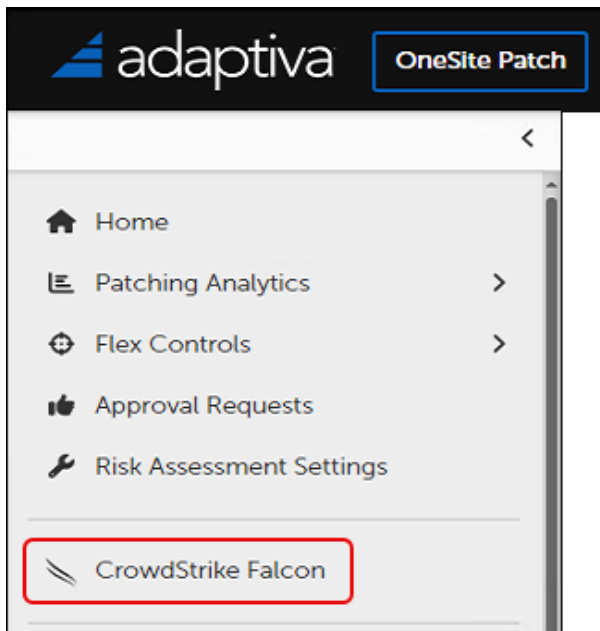 adaptiva
OneSite Patch
Home
Patching Analytics
Flex Controls
Approval Requests
Risk Assessment Settings
CrowdStrike Falcon